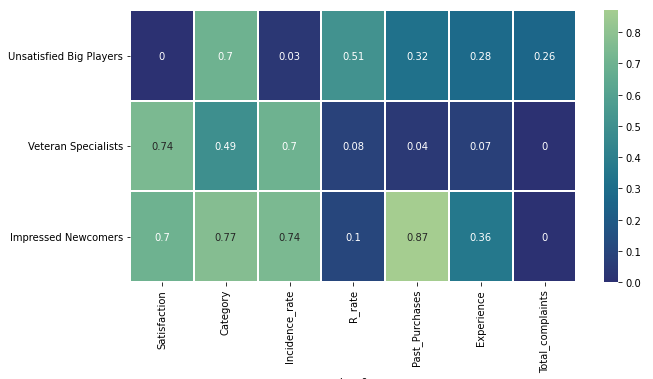 Unsatisfied Big Players 0 0.7 0.03 0.51 0.32 0.28 0.26
Veteran Specialists 0.74 0.49 0.7 0.08 0.04 0.07 0
Impressed Newcomers 0.7 0.77 0.74 0.1 0.87 0.36 0
Satisfaction
Category
Incidence_rate
R_rate
Past_Purchases
Experience
Total_complaints
0.8
0.7
0.6
0.5
0.4
0.3
0.2
0.1
0.0